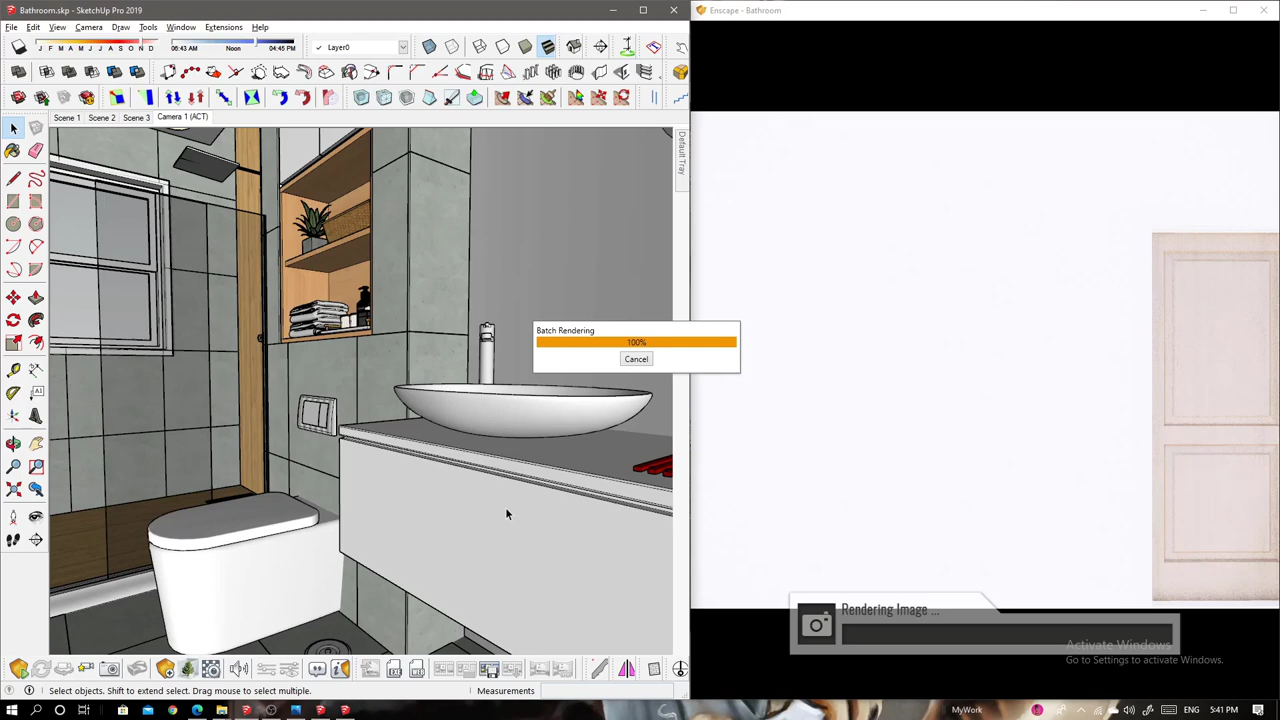 Bathroom.skp - SketchUp Pro 2019
Enscape - Bathroom
File Edit View Camera Draw Tools Window Extensions Help
J F M A M J J A S O N D
06:43 AM Noon 04:45 PM
Layer0
Scene 1 Scene 2 Scene 3 Camera 1 (ACT)
Default Tray
Batch Rendering
100%
Cancel
Rendering Image ...
Activate Windows
Go to Settings to activate Windows.
Select objects. Shift to extend select. Drag mouse to select multiple.
Measurements
MyWork
ENG
5:41 PM